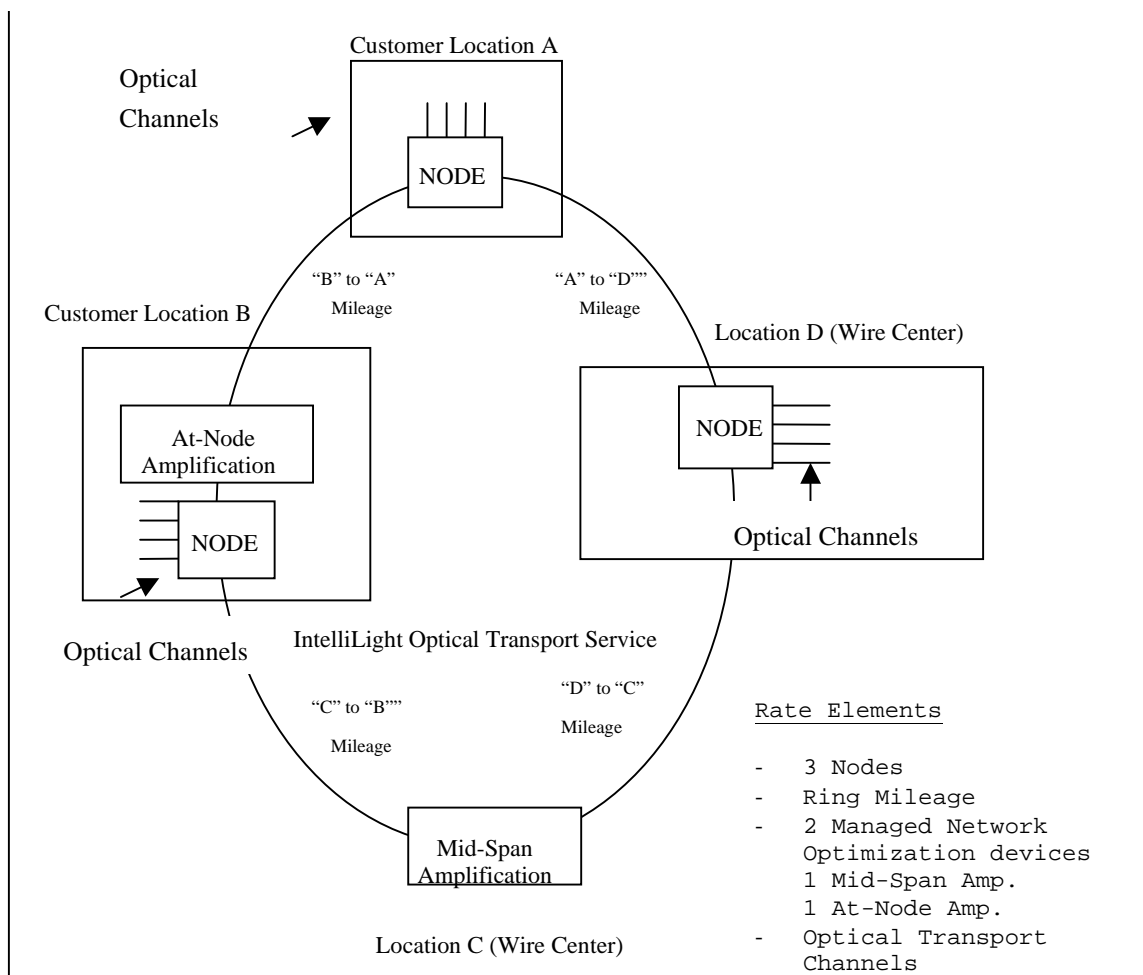 Customer Location A
Optical
Channels
NODE
“B” to “A”
Mileage
“A” to “D””
Mileage
Customer Location B
Location D (Wire Center)
At-Node
Amplification
NODE
NODE
Optical Channels
Optical Channels
IntelliLight Optical Transport Service
“C” to “B””
Mileage
“D” to “C”
Mileage
Mid-Span
Amplification
Location C (Wire Center)
Rate Elements
- 3 Nodes
- Ring Mileage
- 2 Managed Network
Optimization devices
1 Mid-Span Amp.
1 At-Node Amp.
- Optical Transport
Channels